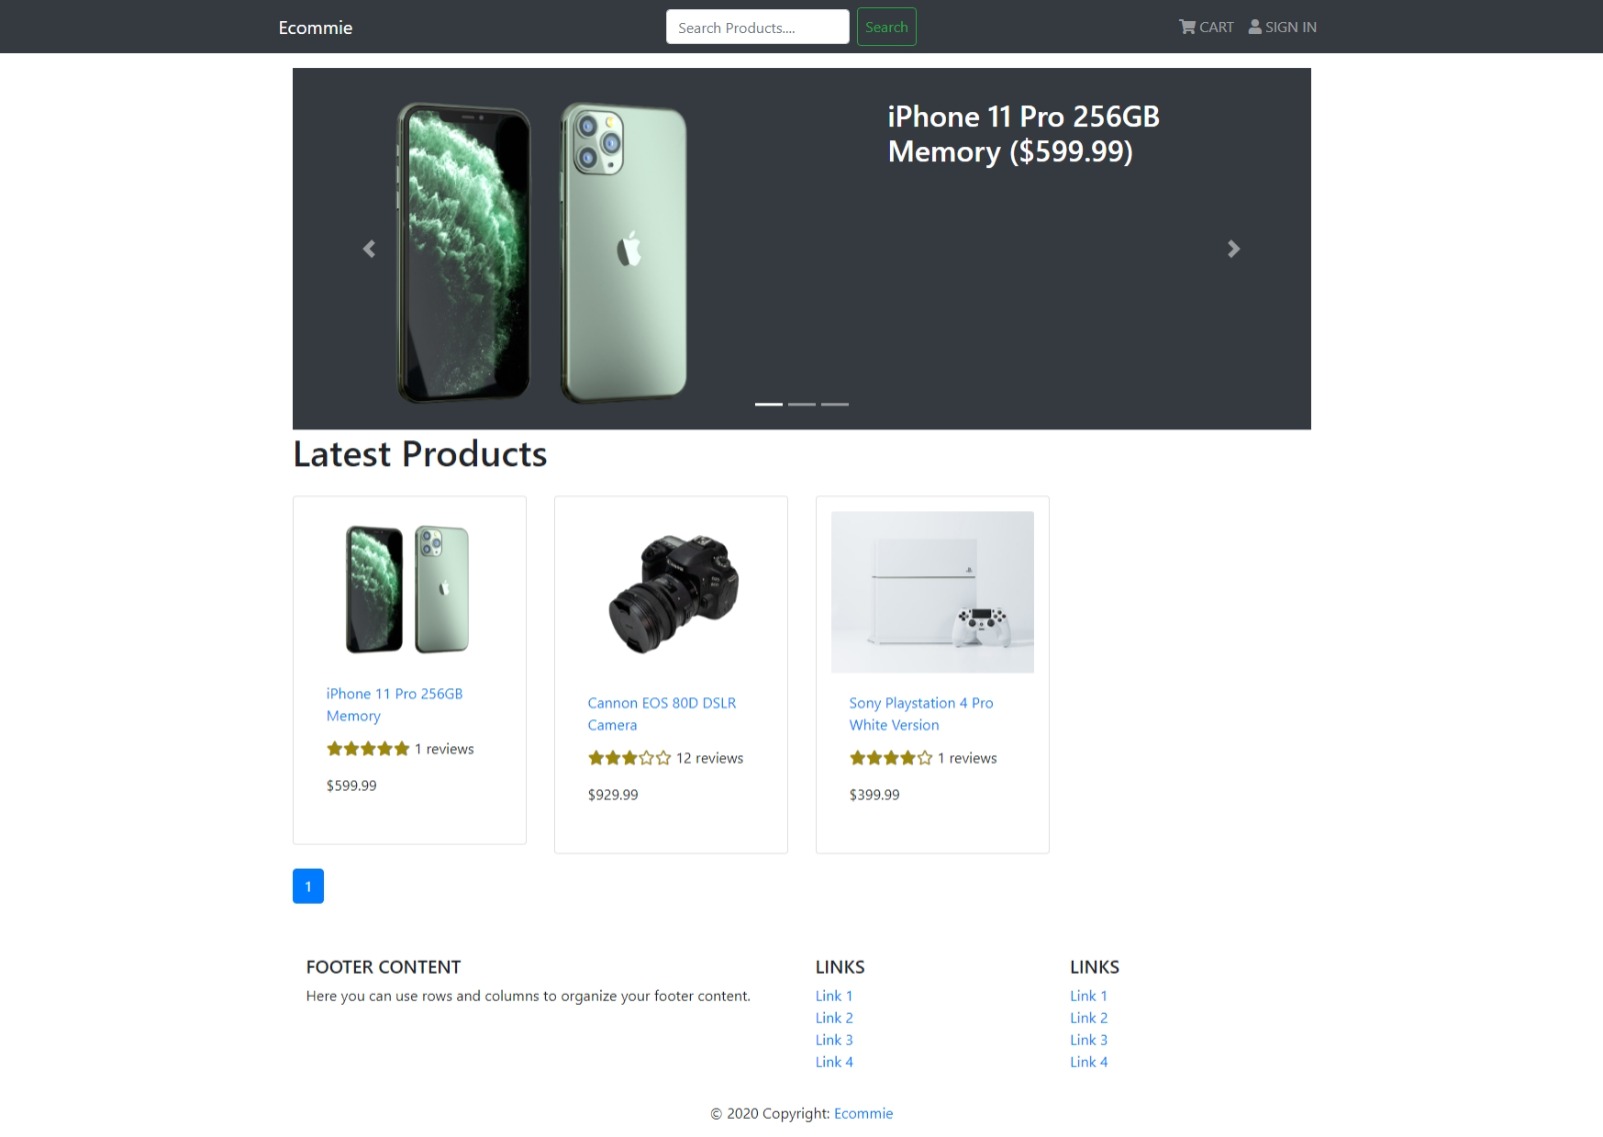 Ecommie
Search Products....
Search
CART
SIGN IN
iPhone 11 Pro 256GB
Memory ($599.99)
Latest Products
iPhone 11 Pro 256GB
Memory
1 reviews
$599.99
Cannon EOS 80D DSLR
Camera
12 reviews
$929.99
Sony Playstation 4 Pro
White Version
1 reviews
$399.99
1
FOOTER CONTENT
Here you can use rows and columns to organize your footer content.
LINKS
Link 1
Link 2
Link 3
Link 4
LINKS
Link 1
Link 2
Link 3
Link 4
© 2020 Copyright: Ecommie